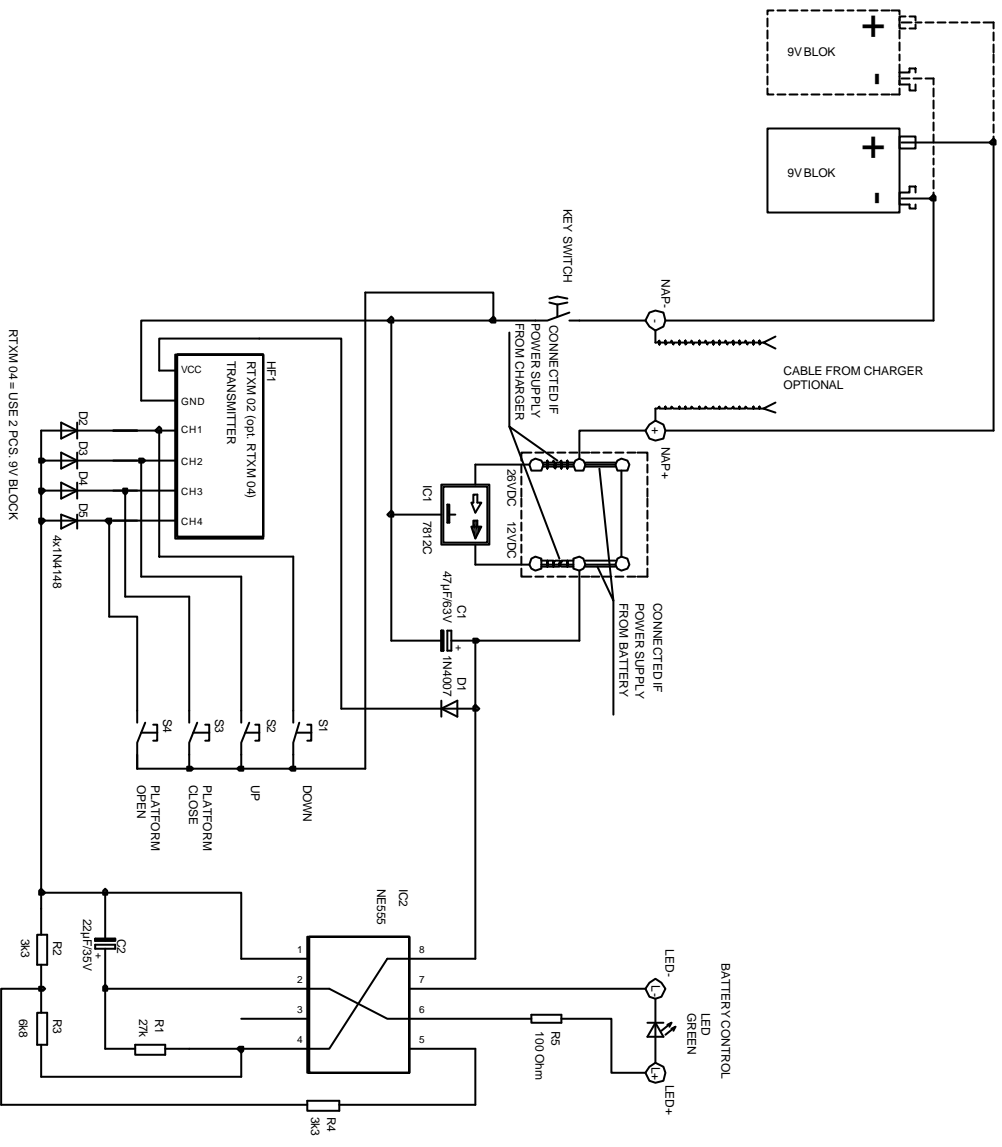 9V BLOK
+
-
9V BLOK
+
-
KEY SWITCH
NAP-
-
CABLE FROM CHARGER
OPTIONAL
+
NAP+
CONNECTED IF
POWER SUPPLY
FROM CHARGER
26VDC
12VDC
IC1
7812C
CONNECTED IF
POWER SUPPLY
FROM BATTERY
HF1
RTXM 02 (opt. RTXM 04)
TRANSMITTER
VCC
GND
CH1
CH2
CH3
CH4
D2
D3
D4
D5
4x1N4148
RTXM 04 = USE 2 PCS. 9V BLOCK
C1
47µF/63V
+
D1
1N4007
S1
S2
S3
S4
DOWN
UP
PLATFORM
CLOSE
PLATFORM
OPEN
IC2
NE555
1
2
3
4
8
7
6
5
C2
22µF/35V
+
R2
3k3
R3
6k8
R1
27k
R4
3k3
R5
100 Ohm
LED-
L-
BATTERY CONTROL
LED
GREEN
L+
LED+